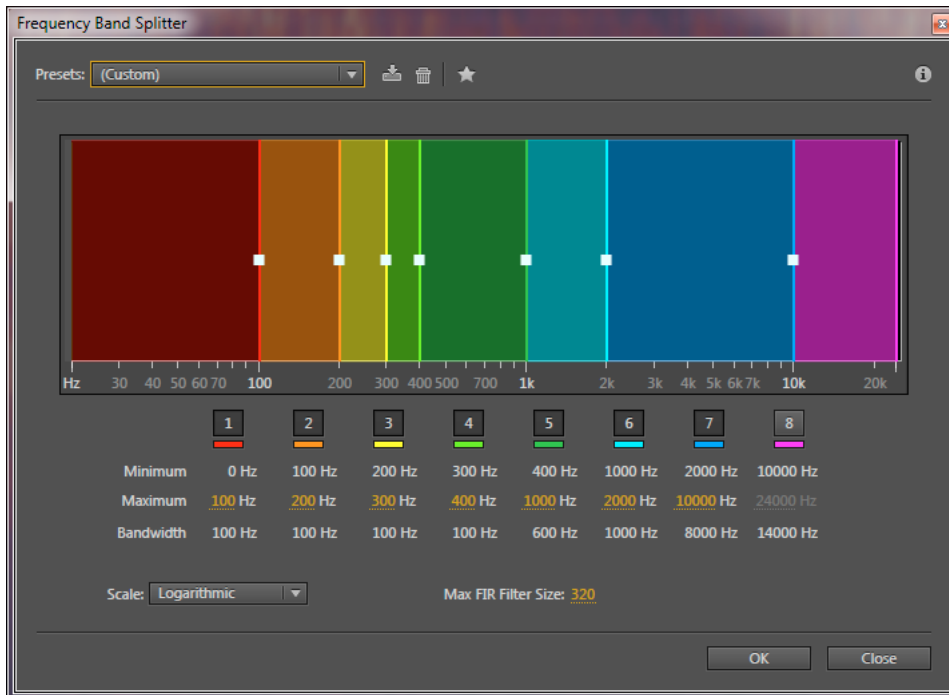 Frequency Band Splitter
Presets: (Custom)
Hz 30 40 50 60 70 100 200 300 400 500 700 1k 2k 3k 4k 5k 6k 7k 10k 20k
1 2 3 4 5 6 7 8
Minimum 0 Hz 100 Hz 200 Hz 300 Hz 400 Hz 1000 Hz 2000 Hz 10000 Hz
Maximum 100 Hz 200 Hz 300 Hz 400 Hz 1000 Hz 2000 Hz 10000 Hz 24000 Hz
Bandwidth 100 Hz 100 Hz 100 Hz 100 Hz 600 Hz 1000 Hz 8000 Hz 14000 Hz
Scale: Logarithmic Max FIR Filter Size: 320
OK Close